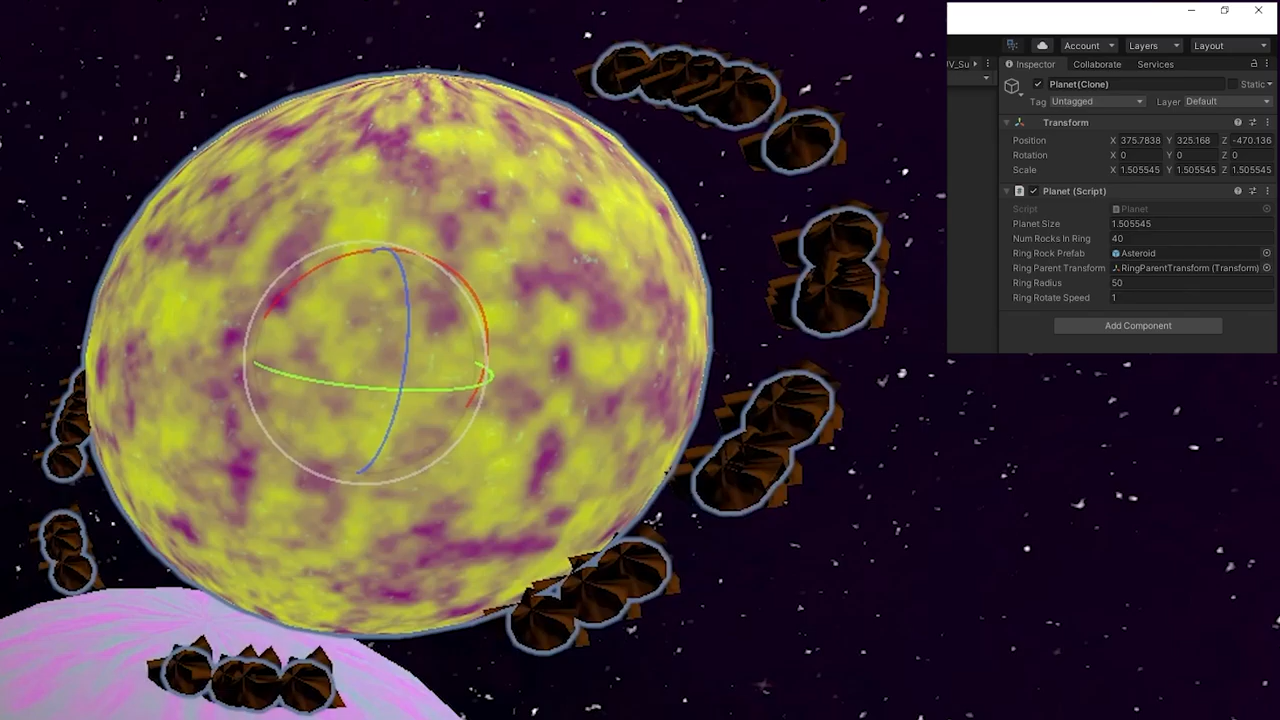 Account Layers Layout
IV_Su
Inspector Collaborate Services
Planet(Clone) Static
Tag Untagged Layer Default
Transform
Position X 375.7838 Y 325.168 Z -470.136
Rotation X 0 Y 0 Z 0
Scale X 1.505545 Y 1.505545 Z 1.505545
Planet (Script)
Script Planet
Planet Size 1.505545
Num Rocks In Ring 40
Ring Rock Prefab Asteroid
Ring Parent Transform RingParentTransform (Transform)
Ring Radius 50
Ring Rotate Speed 1
Add Component